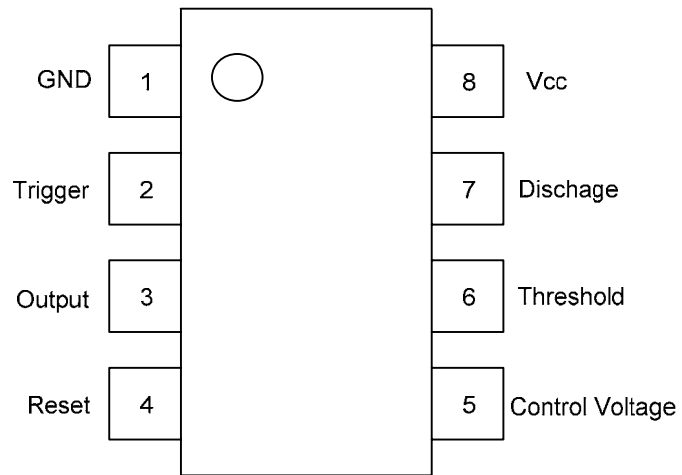 GND 1 8 Vcc
Trigger 2 7 Dischage
Output 3 6 Threshold
Reset 4 5 Control Voltage